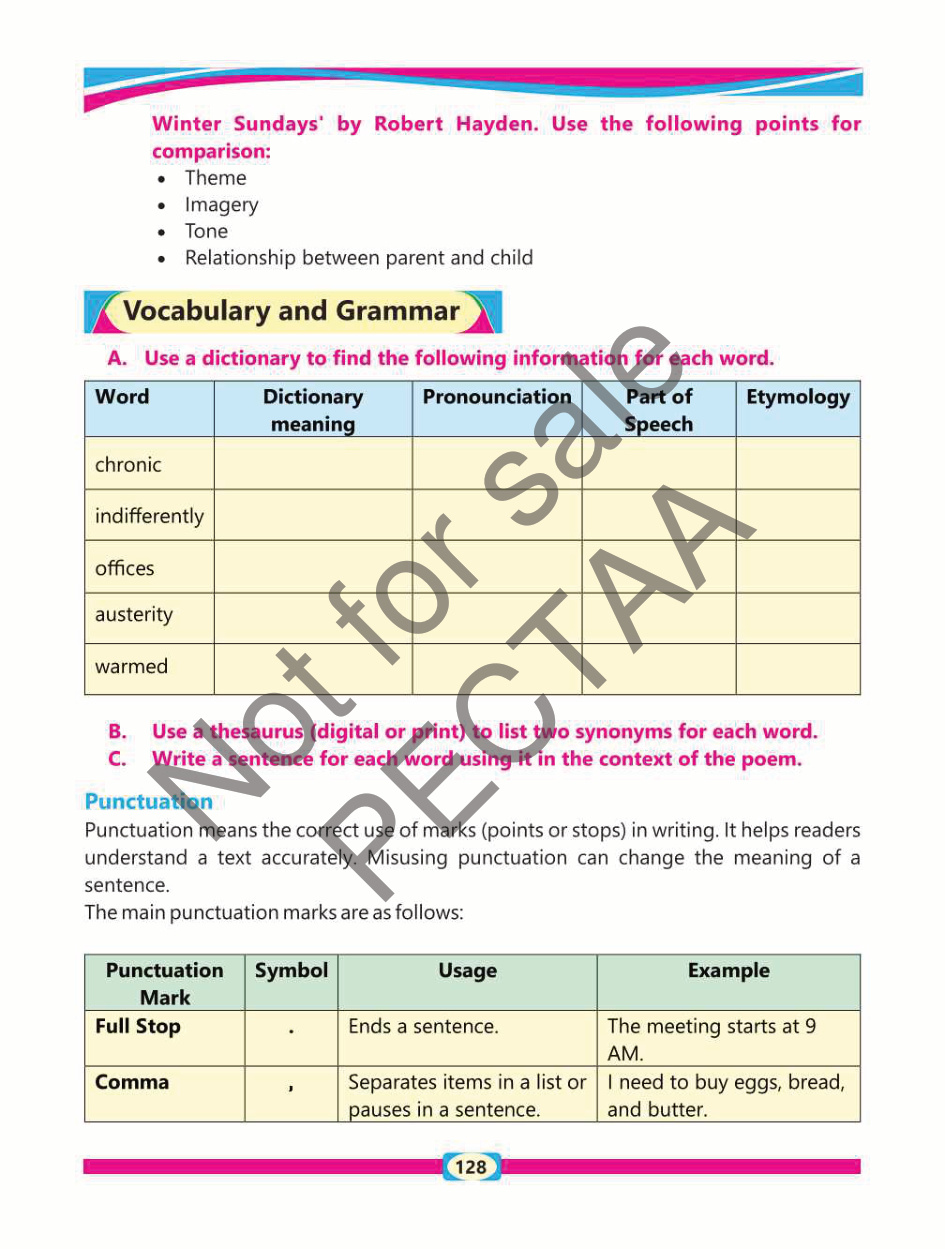 Winter Sundays' by Robert Hayden. Use the following points for
comparison:
• Theme
• Imagery
• Tone
• Relationship between parent and child
Vocabulary and Grammar
A. Use a dictionary to find the following information for each word.
Word Dictionary meaning Pronounciation Part of Speech Etymology
chronic
indifferently
offices
austerity
warmed
B. Use a thesaurus (digital or print) to list two synonyms for each word.
C. Write a sentence for each word using it in the context of the poem.
Punctuation
Punctuation means the correct use of marks (points or stops) in writing. It helps readers
understand a text accurately. Misusing punctuation can change the meaning of a
sentence.
The main punctuation marks are as follows:
Punctuation Mark Symbol Usage Example
Full Stop . Ends a sentence. The meeting starts at 9
AM.
Comma , Separates items in a list or I need to buy eggs, bread,
pauses in a sentence. and butter.
128
Not for sale
PECTAA